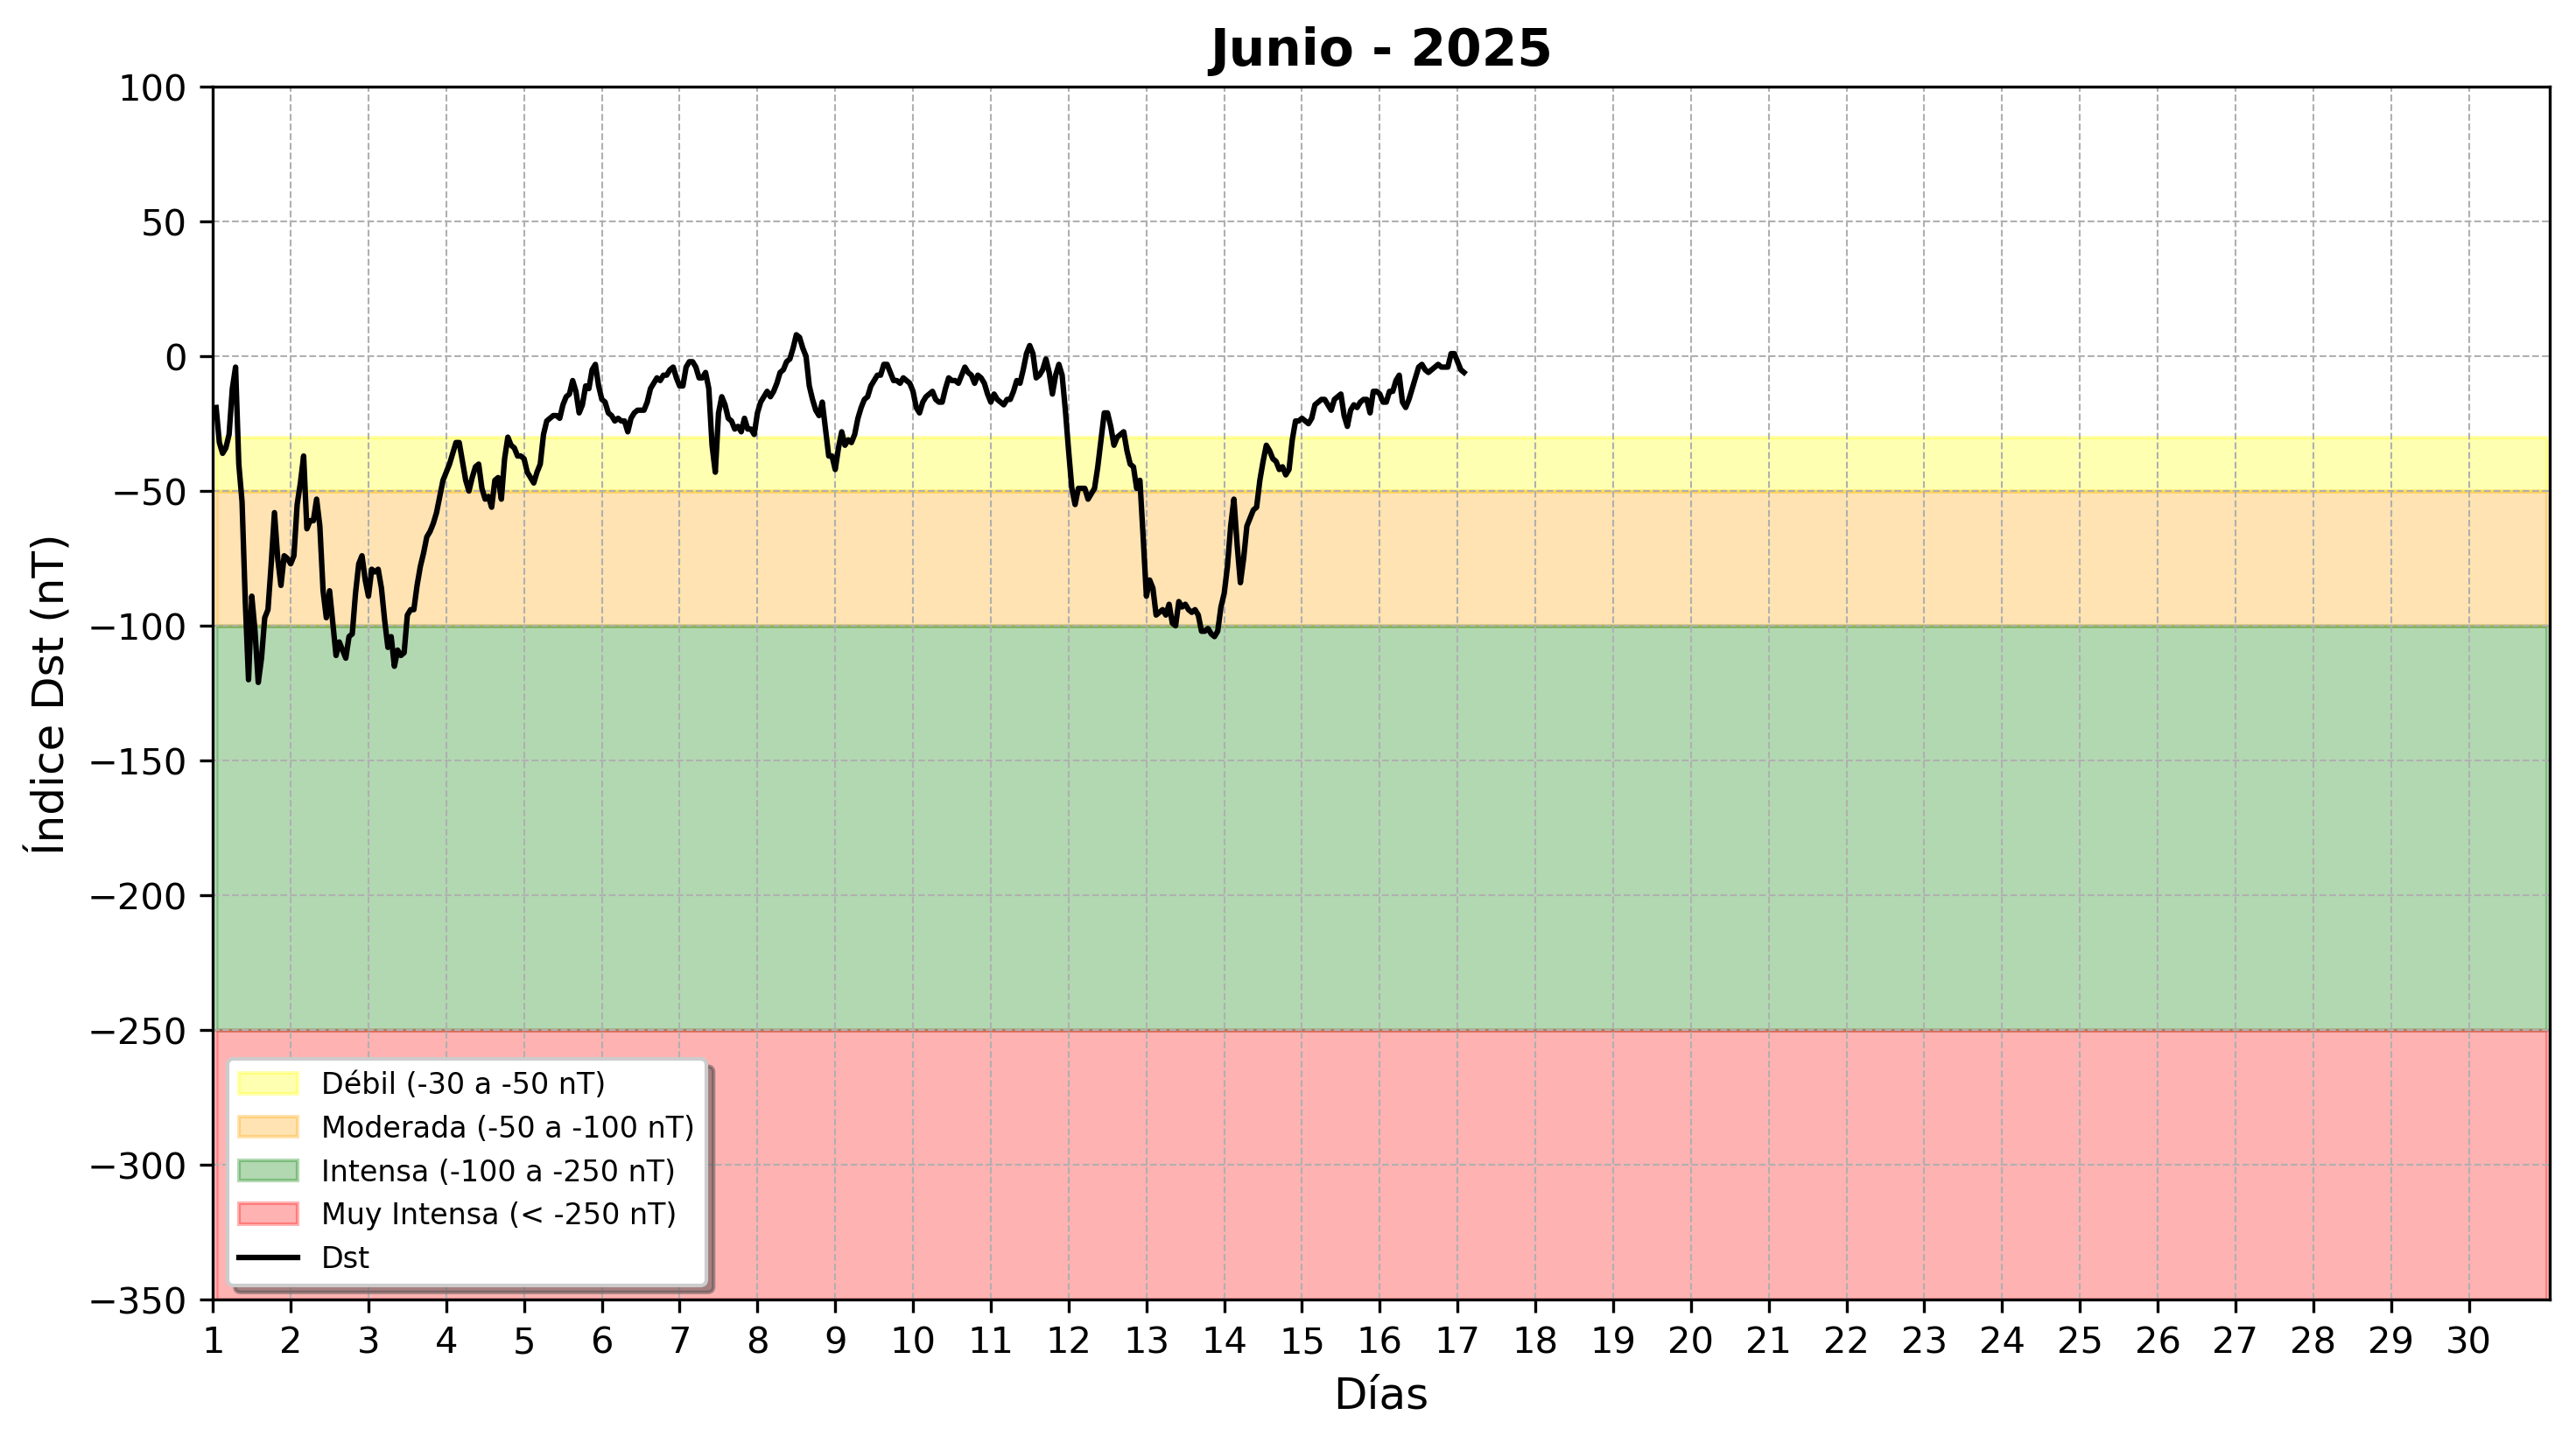 Junio - 2025
100
50
0
−50
−100
−150
−200
−250
−300
−350
Índice Dst (nT)
Débil (-30 a -50 nT)
Moderada (-50 a -100 nT)
Intensa (-100 a -250 nT)
Muy Intensa (< -250 nT)
Dst
1 2 3 4 5 6 7 8 9 10 11 12 13 14 15 16 17 18 19 20 21 22 23 24 25 26 27 28 29 30
Días